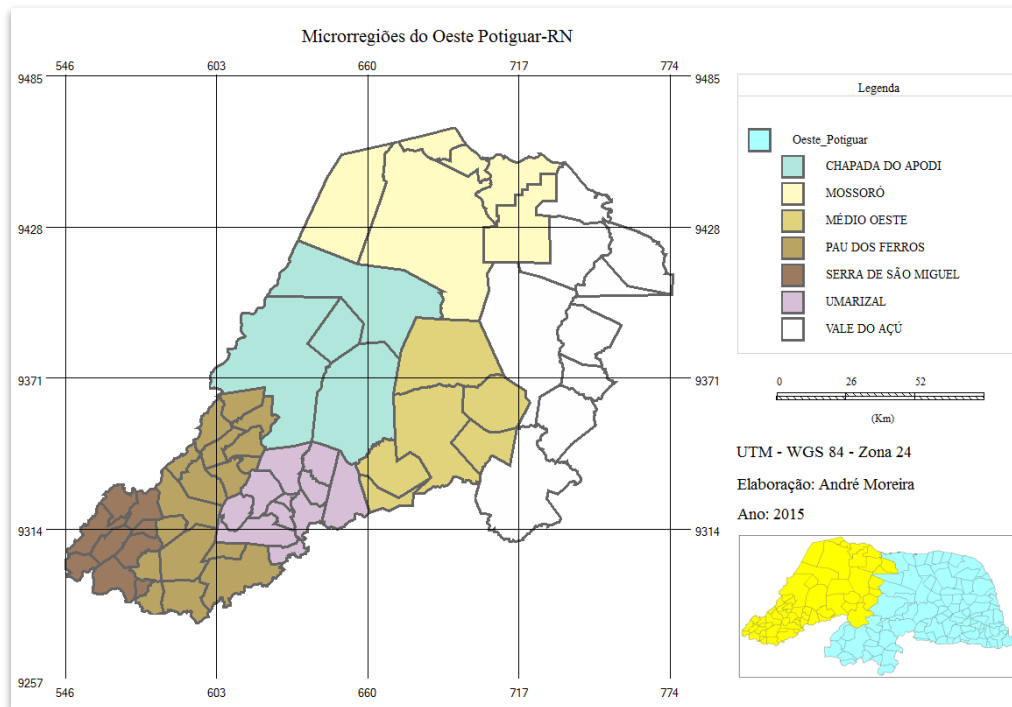 Microrregiões do Oeste Potiguar-RN
546 603 660 717 774
9485 9485
9428 9428
9371 9371
9314 9314
9257 9257
546 603 660 717 774
Legenda
Oeste_Potiguar
CHAPADA DO APODI
MOSSORÓ
MÉDIO OESTE
PAU DOS FERROS
SERRA DE SÃO MIGUEL
UMARIZAL
VALE DO AÇÚ
0 26 52
(Km)
UTM - WGS 84 - Zona 24
Elaboração: André Moreira
Ano: 2015